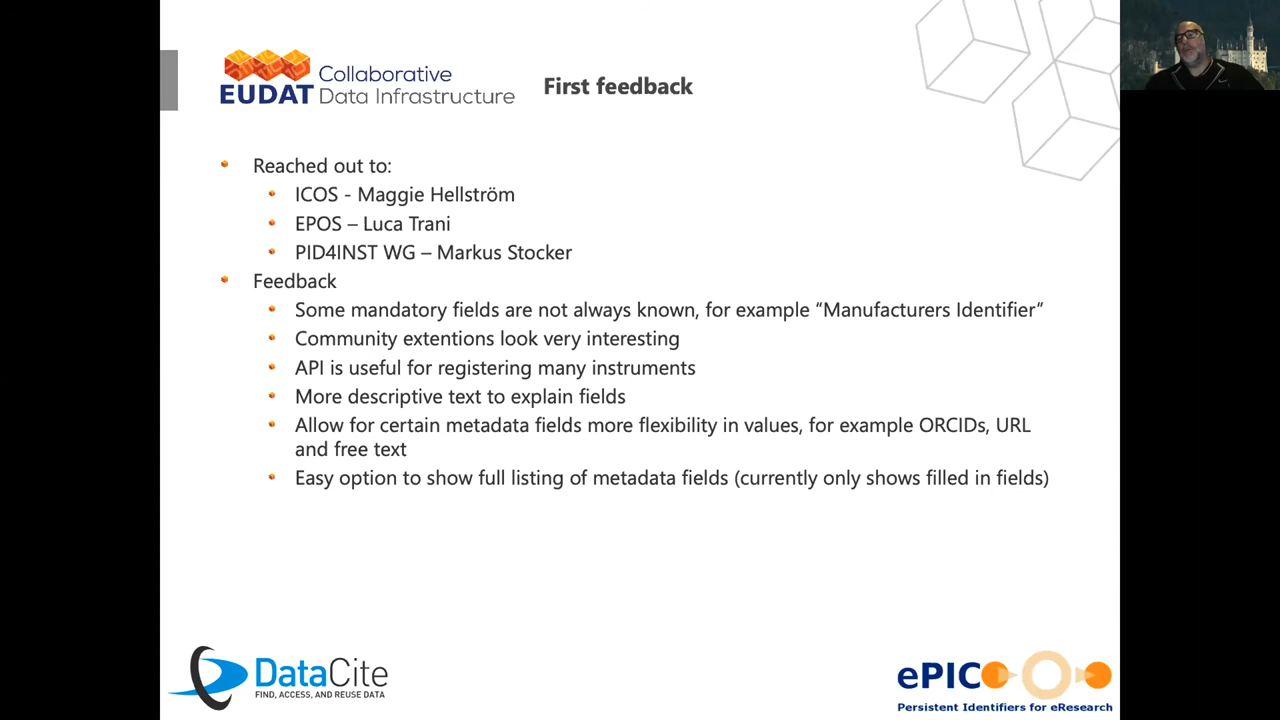 EUDAT Collaborative
Data Infrastructure
First feedback
Reached out to:
ICOS - Maggie Hellström
EPOS – Luca Trani
PID4INST WG – Markus Stocker
Feedback
Some mandatory fields are not always known, for example “Manufacturers Identifier”
Community extentions look very interesting
API is useful for registering many instruments
More descriptive text to explain fields
Allow for certain metadata fields more flexibility in values, for example ORCIDs, URL
and free text
Easy option to show full listing of metadata fields (currently only shows filled in fields)
DataCite
FIND, ACCESS, AND REUSE DATA
ePIC
Persistent Identifiers for eResearch